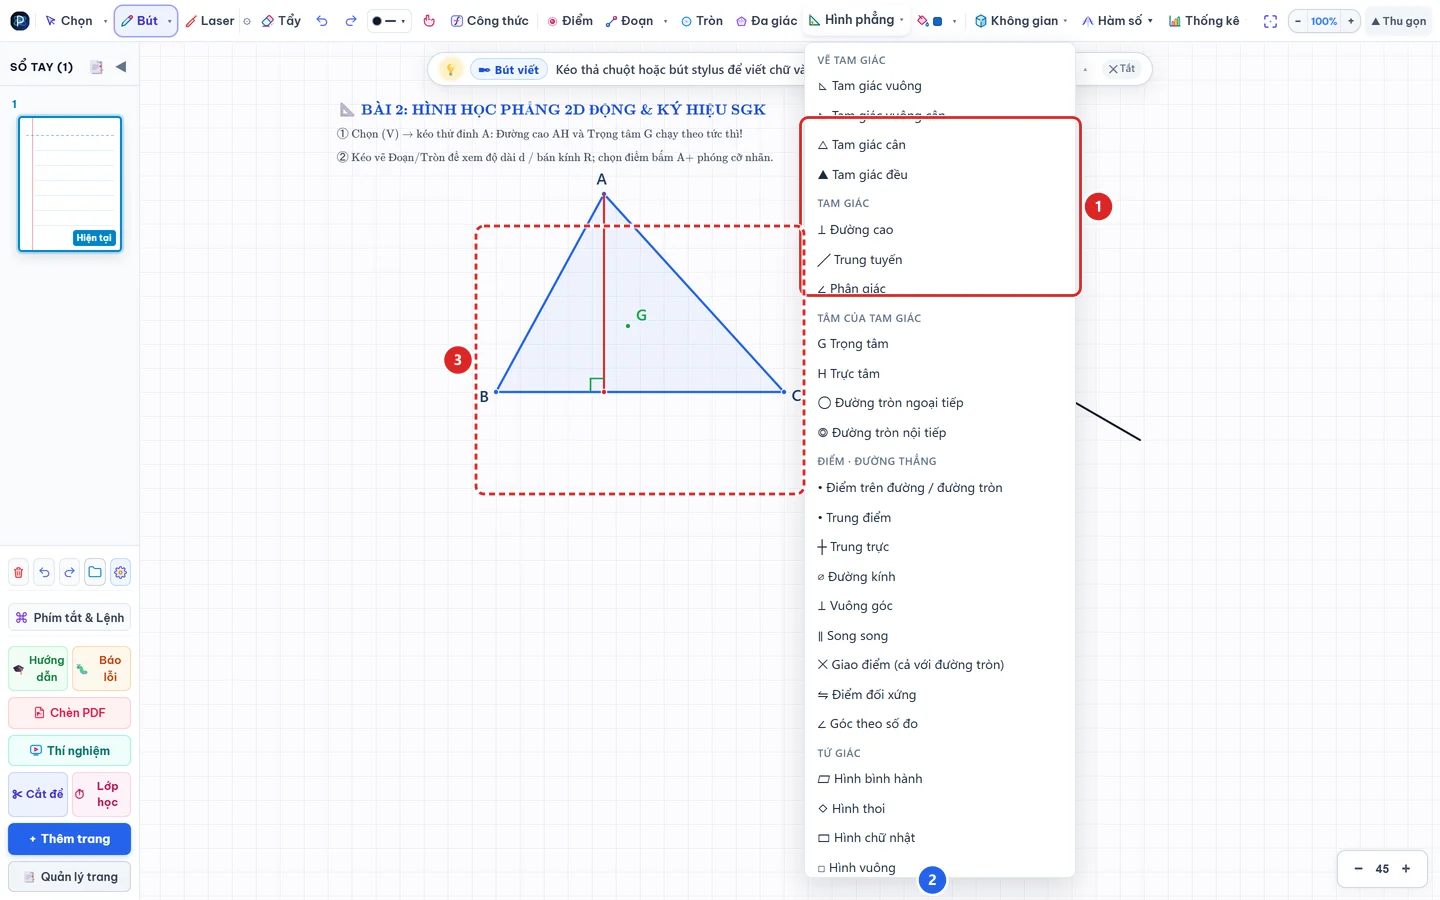 Chọn Bút Laser Tẩy Công thức Điểm Đoạn Tròn Đa giác Hình phẳng Không gian Hàm số Thống kê − 100% + ▲ Thu gọn
SỔ TAY (1)
Bút viết Kéo thả chuột hoặc bút stylus để viết chữ và
Tắt
1
Hiện tại
BÀI 2: HÌNH HỌC PHẲNG 2D ĐỘNG & KÝ HIỆU SGK
① Chọn (V) → kéo thử đỉnh A: Đường cao AH và Trọng tâm G chạy theo tức thì!
② Kéo vẽ Đoạn/Tròn để xem độ dài d / bán kính R; chọn điểm bấm A+ phóng cỡ nhãn.
A
G
B
C
3
VẼ TAM GIÁC
Tam giác vuông
Tam giác vuông cân
Tam giác cân
Tam giác đều
TAM GIÁC
Đường cao
Trung tuyến
Phân giác
1
TÂM CỦA TAM GIÁC
G Trọng tâm
H Trực tâm
Đường tròn ngoại tiếp
Đường tròn nội tiếp
ĐIỂM · ĐƯỜNG THẲNG
• Điểm trên đường / đường tròn
• Trung điểm
Trung trực
⌀ Đường kính
⊥ Vuông góc
∥ Song song
Giao điểm (cả với đường tròn)
⇋ Điểm đối xứng
∠ Góc theo số đo
TỨ GIÁC
Hình bình hành
Hình thoi
Hình chữ nhật
Hình vuông
2
Phím tắt & Lệnh
Hướng dẫn
Báo lỗi
Chèn PDF
Thí nghiệm
Cắt đề
Lớp học
+ Thêm trang
Quản lý trang
− 45 +